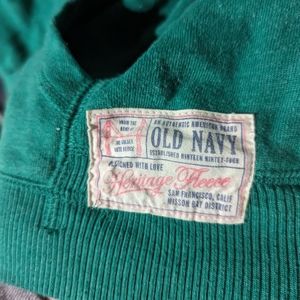 AN AUTHENTIC AMERICAN BRAND
OLD NAVY
ESTABLISHED NINETEEN NINETY-FOUR
DESIGNED WITH LOVE
Heritage Fleece
SAN FRANCISCO, CALIF
MISSION BAY DISTRICT